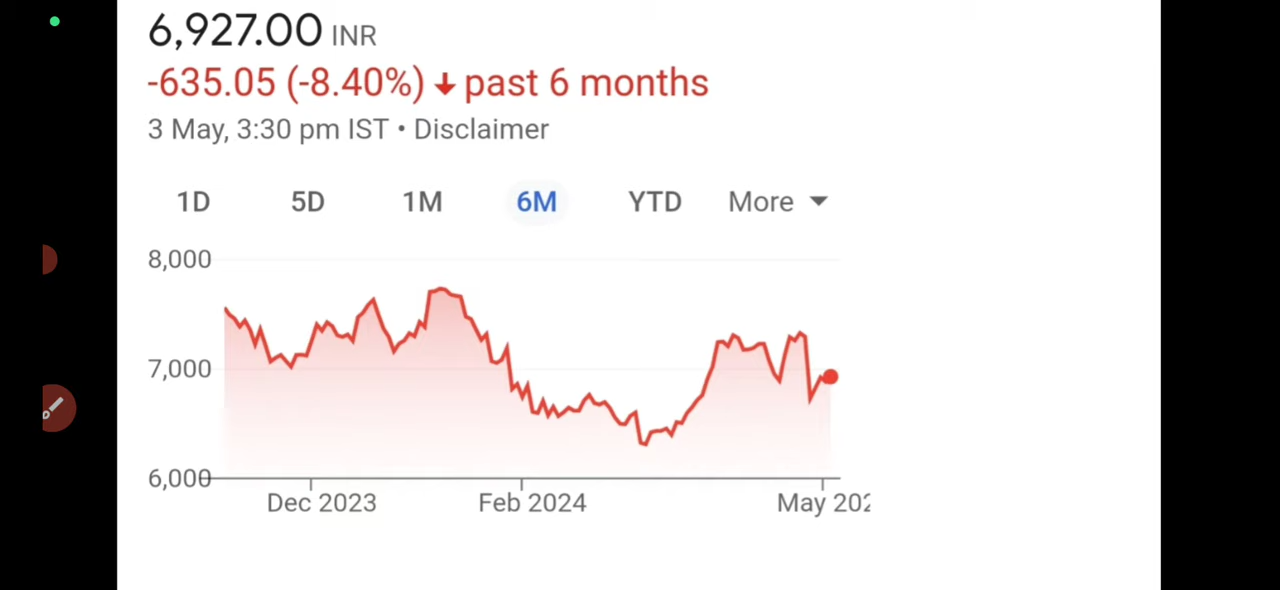 6,927.00 INR
-635.05 (-8.40%) ↓ past 6 months
3 May, 3:30 pm IST • Disclaimer
1D 5D 1M 6M YTD More
8,000
7,000
6,000
Dec 2023 Feb 2024 May 202